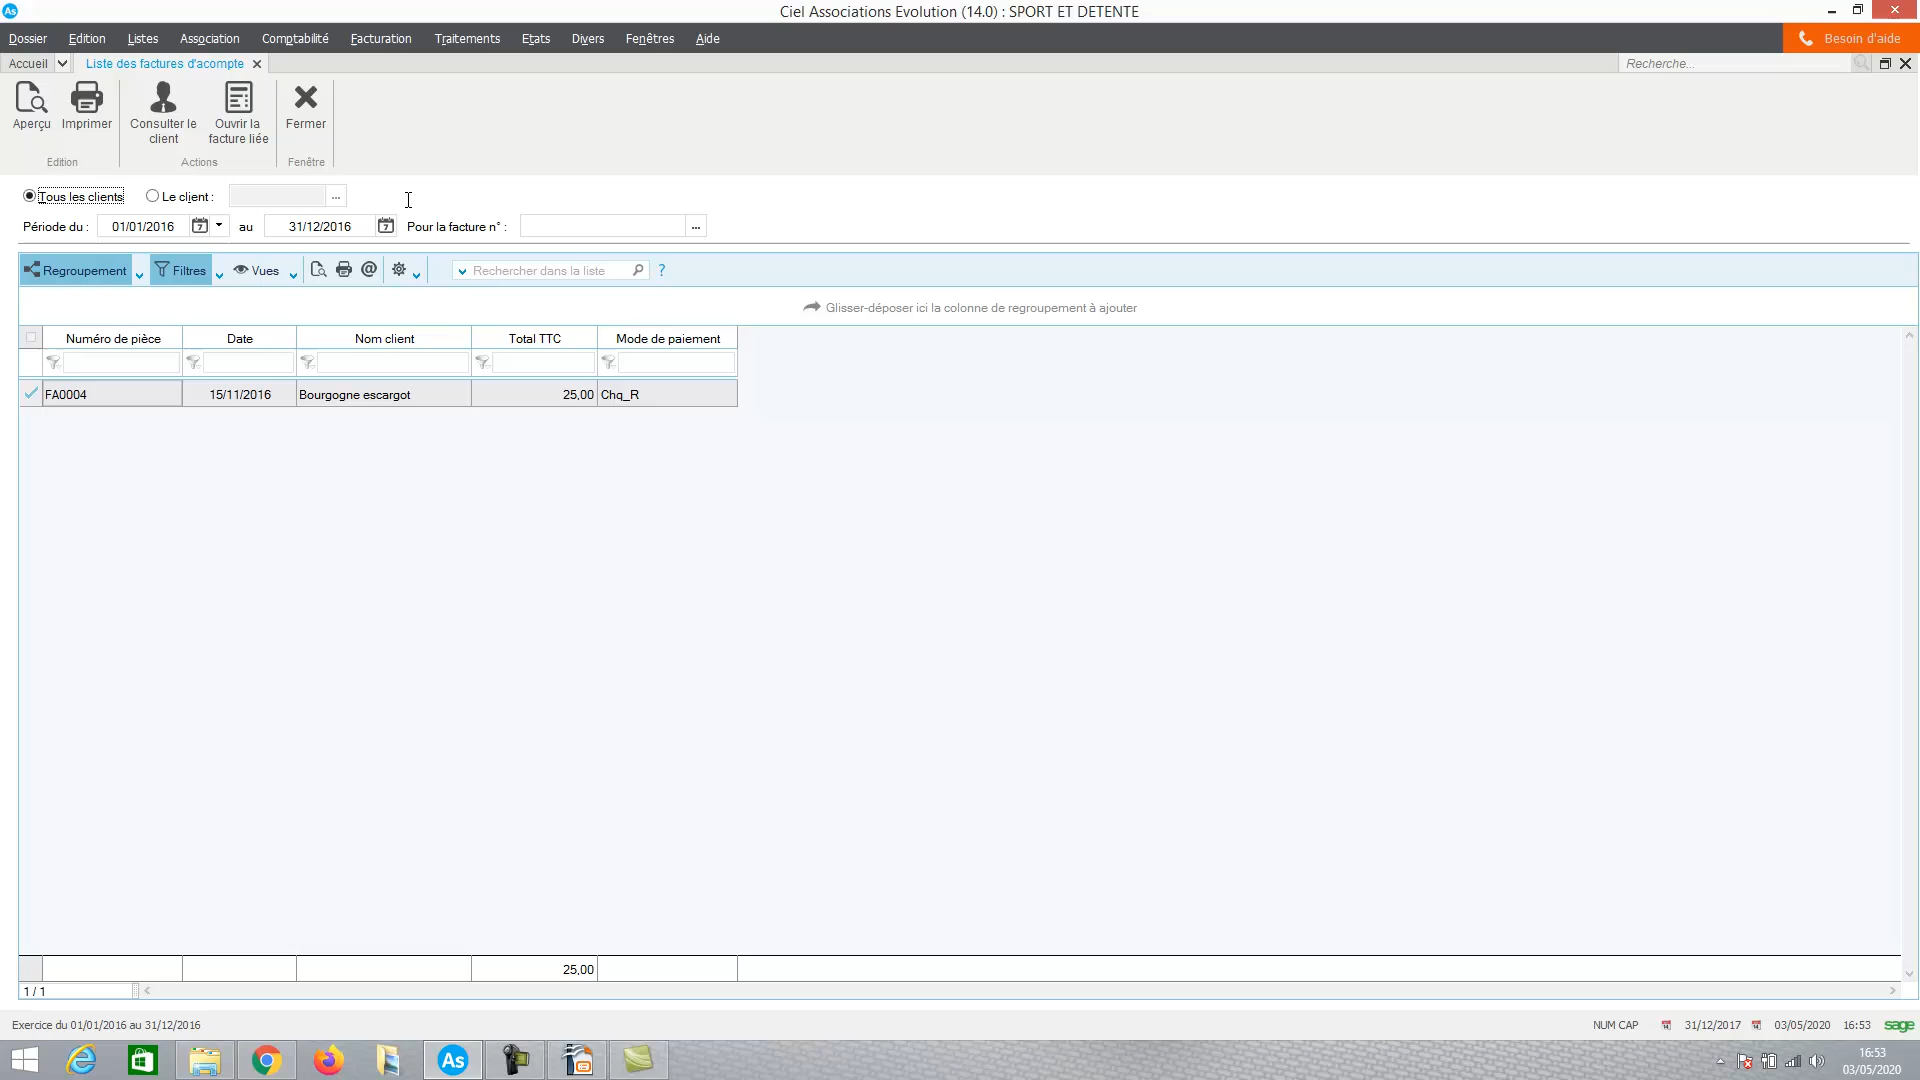 As
Ciel Associations Evolution (14.0) : SPORT ET DETENTE
Dossier Edition Listes Association Comptabilité Facturation Traitements Etats Divers Fenêtres Aide
Besoin d'aide
Accueil Liste des factures d'acompte
Recherche...
Aperçu Imprimer Consulter le client Ouvrir la facture liée Fermer
Edition Actions Fenêtre
Tous les clients Le client : ...
Période du : 01/01/2016 7 au 31/12/2016 7 Pour la facture n° : ...
Regroupement Filtres Vues @ Rechercher dans la liste ?
Glisser-déposer ici la colonne de regroupement à ajouter
Numéro de pièce Date Nom client Total TTC Mode de paiement
FA0004 15/11/2016 Bourgogne escargot 25,00 Chq_R
25,00
1 / 1
Exercice du 01/01/2016 au 31/12/2016
NUM CAP 31/12/2017 03/05/2020 16:53 sage
As
16:53
03/05/2020